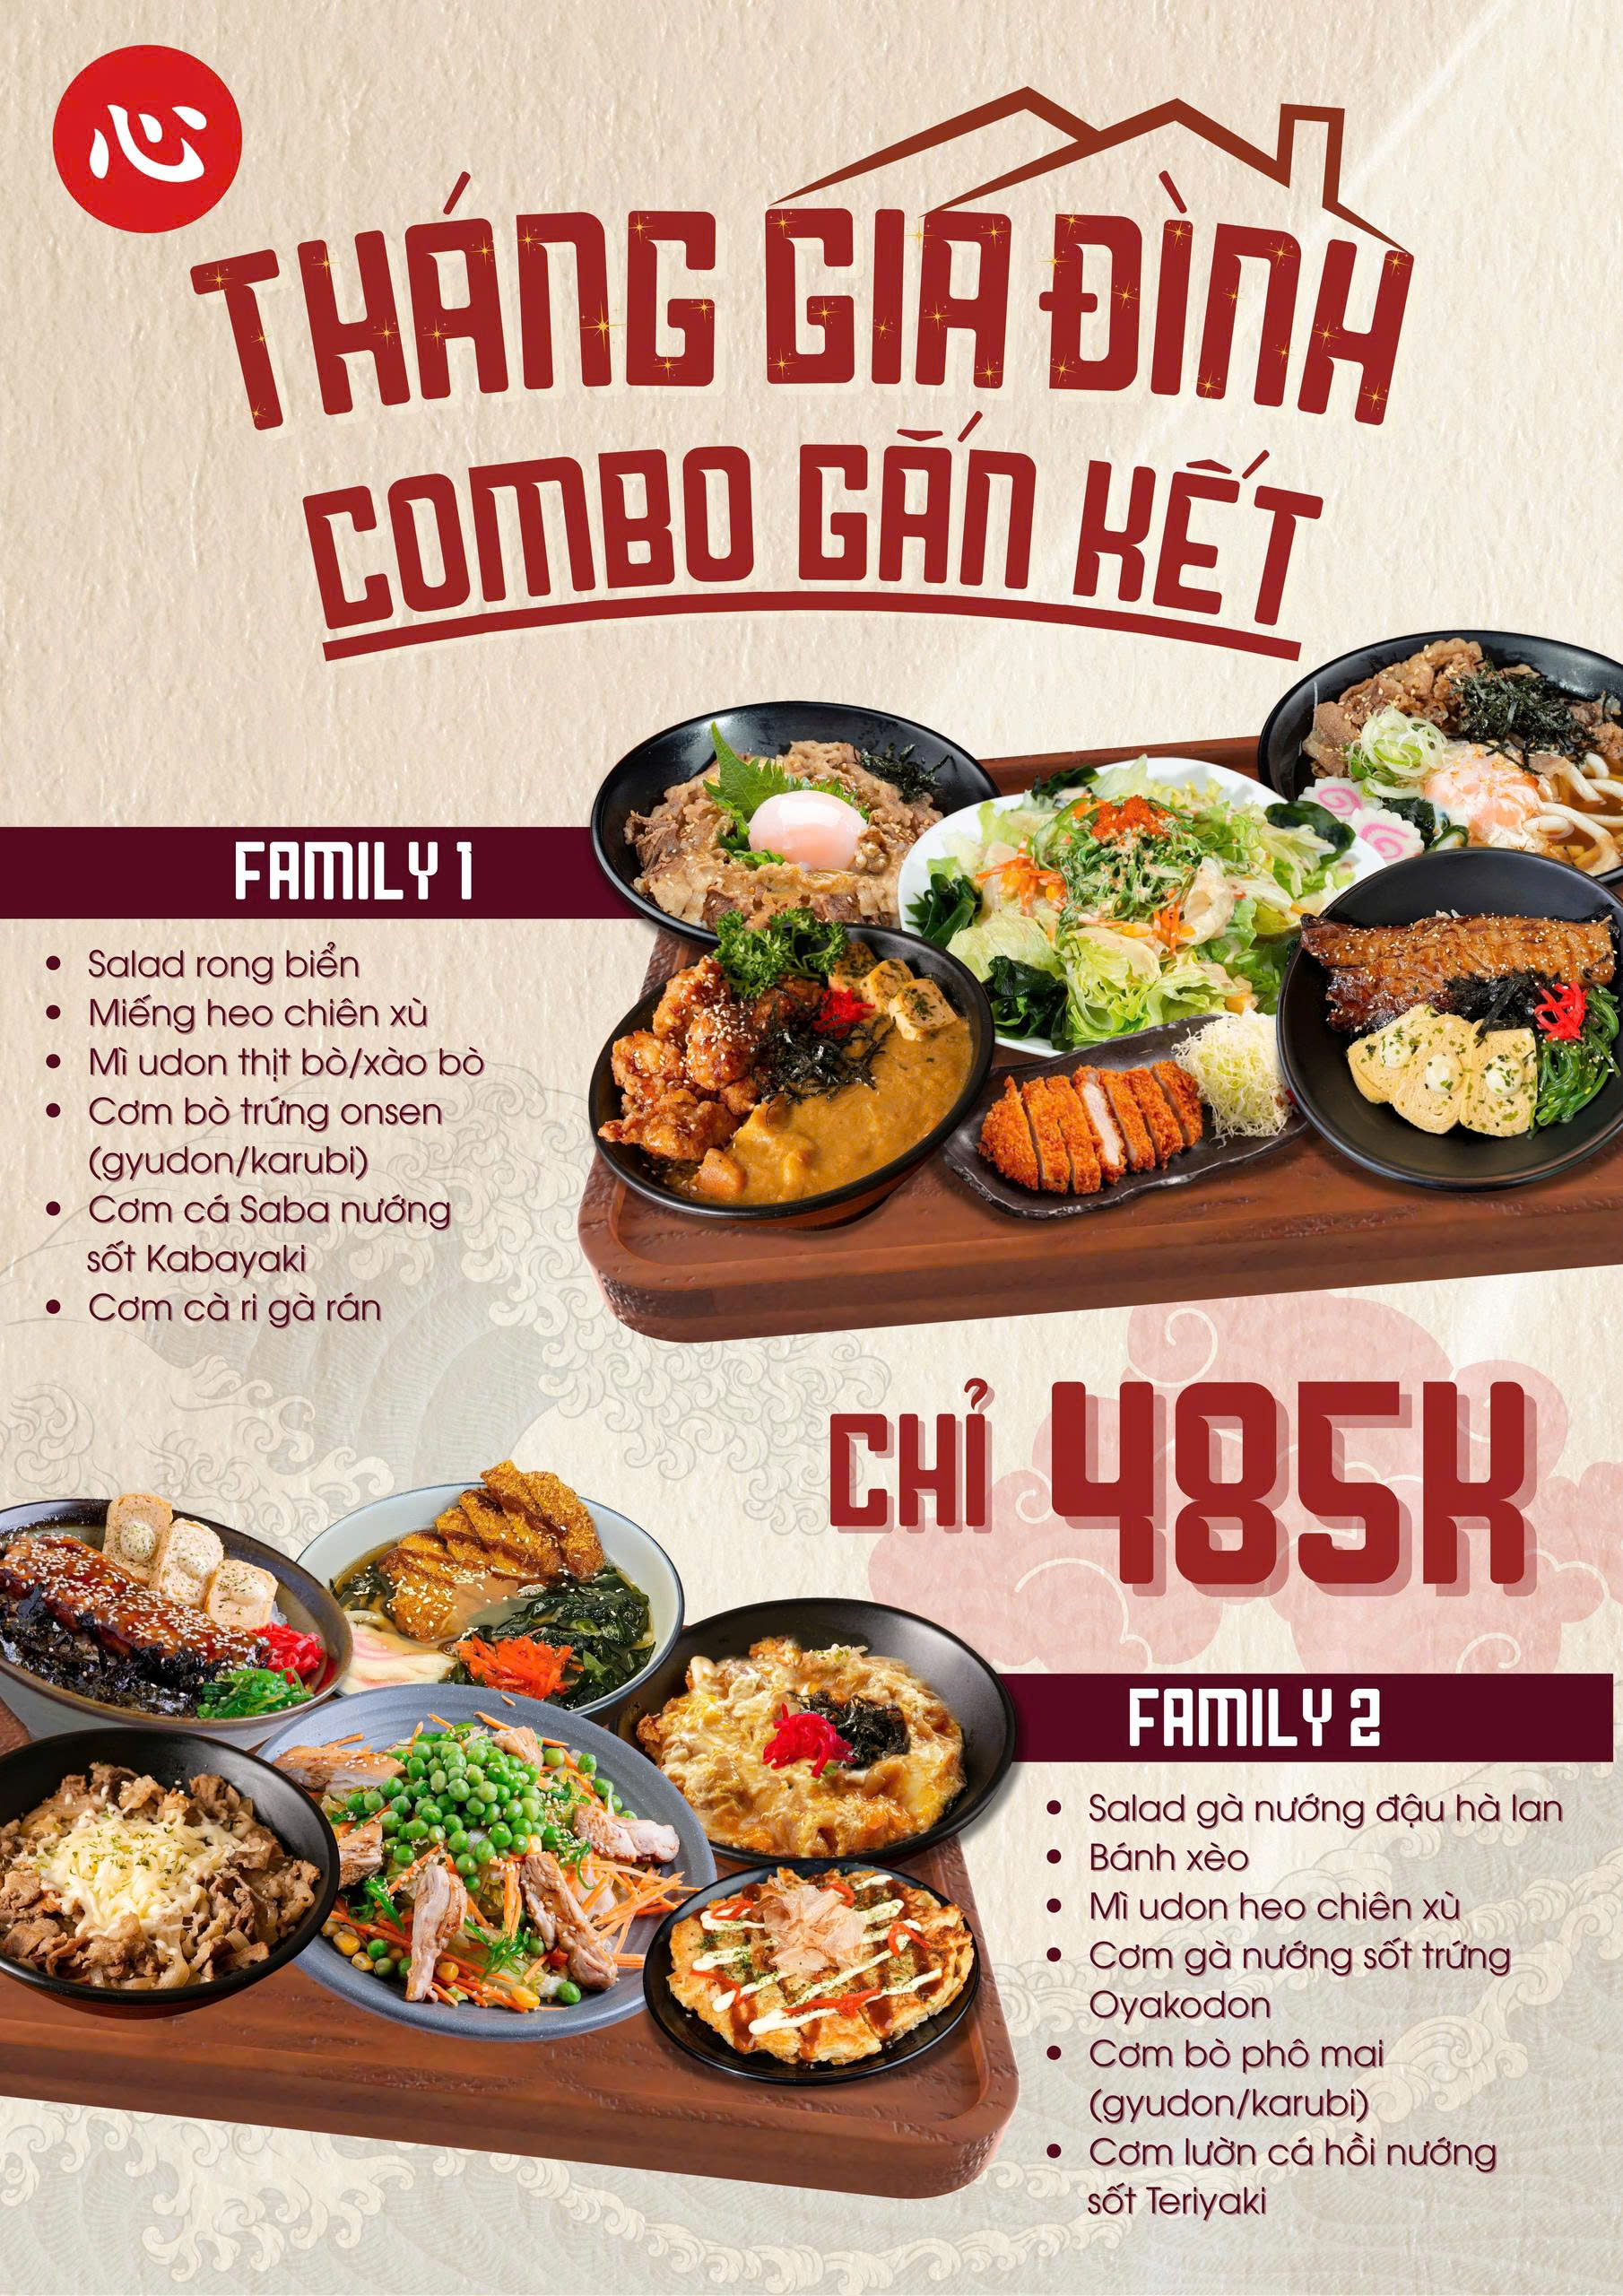 心
THÁNG GIA ĐÌNH
COMBO GẮN KẾT
FAMILY 1
• Salad rong biển
• Miếng heo chiên xù
• Mì udon thịt bò/xào bò
• Cơm bò trứng onsen
(gyudon/karubi)
• Cơm cá Saba nướng
sốt Kabayaki
• Cơm cà ri gà rán
CHỈ 485K
FAMILY 2
• Salad gà nướng đậu hà lan
• Bánh xèo
• Mì udon heo chiên xù
• Cơm gà nướng sốt trứng
Oyakodon
• Cơm bò phô mai
(gyudon/karubi)
• Cơm lườn cá hồi nướng
sốt Teriyaki